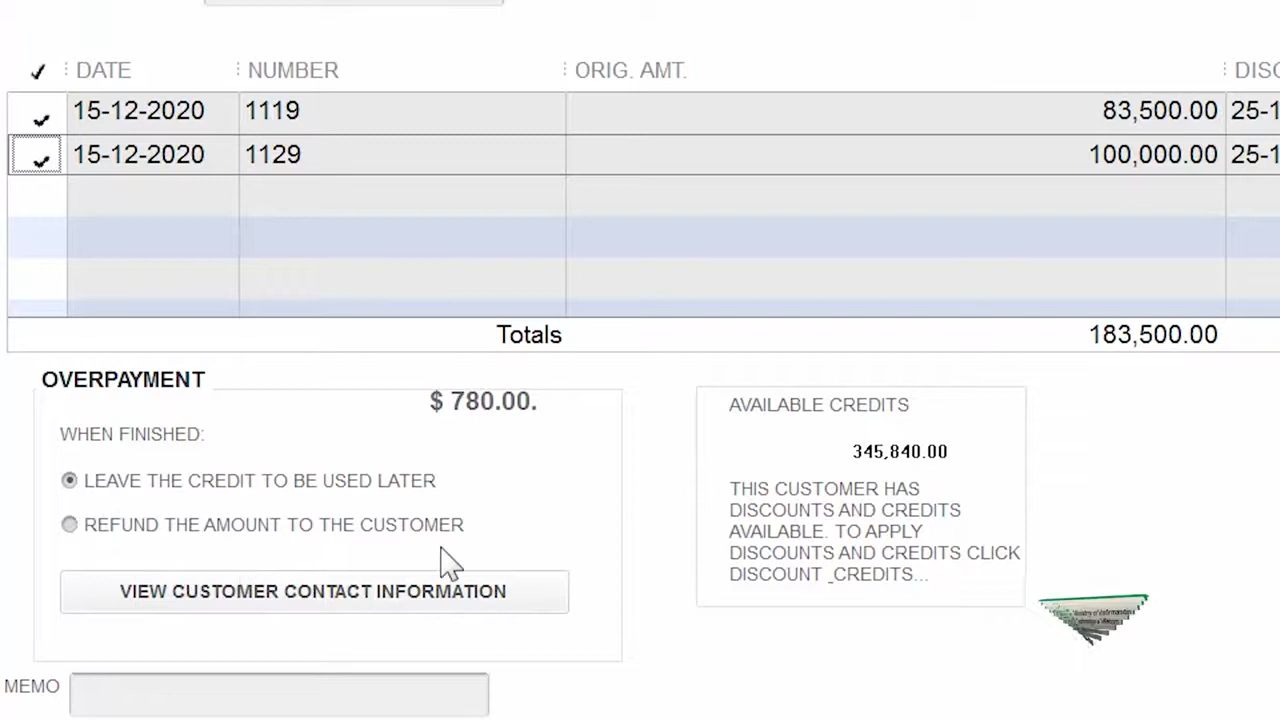 DATE NUMBER ORIG. AMT. DISC
15-12-2020 1119 83,500.00 25-1
15-12-2020 1129 100,000.00 25-1
Totals 183,500.00
OVERPAYMENT
$ 780.00.
WHEN FINISHED:
LEAVE THE CREDIT TO BE USED LATER
REFUND THE AMOUNT TO THE CUSTOMER
VIEW CUSTOMER CONTACT INFORMATION
AVAILABLE CREDITS
345,840.00
THIS CUSTOMER HAS
DISCOUNTS AND CREDITS
AVAILABLE. TO APPLY
DISCOUNTS AND CREDITS CLICK
DISCOUNT _CREDITS...
MEMO